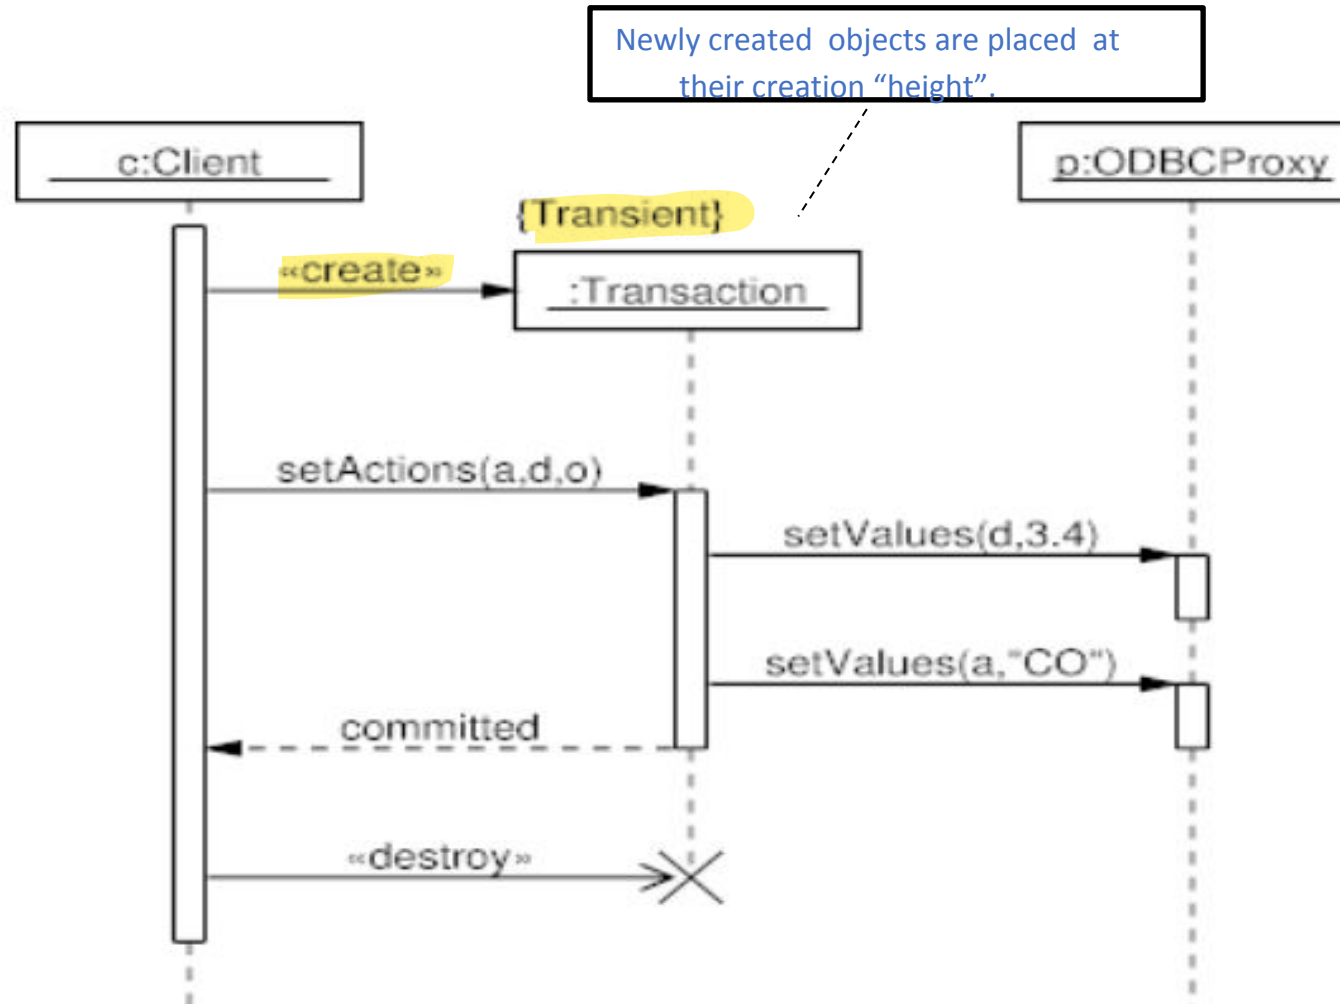 Newly created objects are placed at
their creation “height”.
c:Client
p:ODBCProxy
{Transient}
«create»
:Transaction
setActions(a,d,o)
setValues(d,3.4)
setValues(a,"CO")
committed
«destroy»